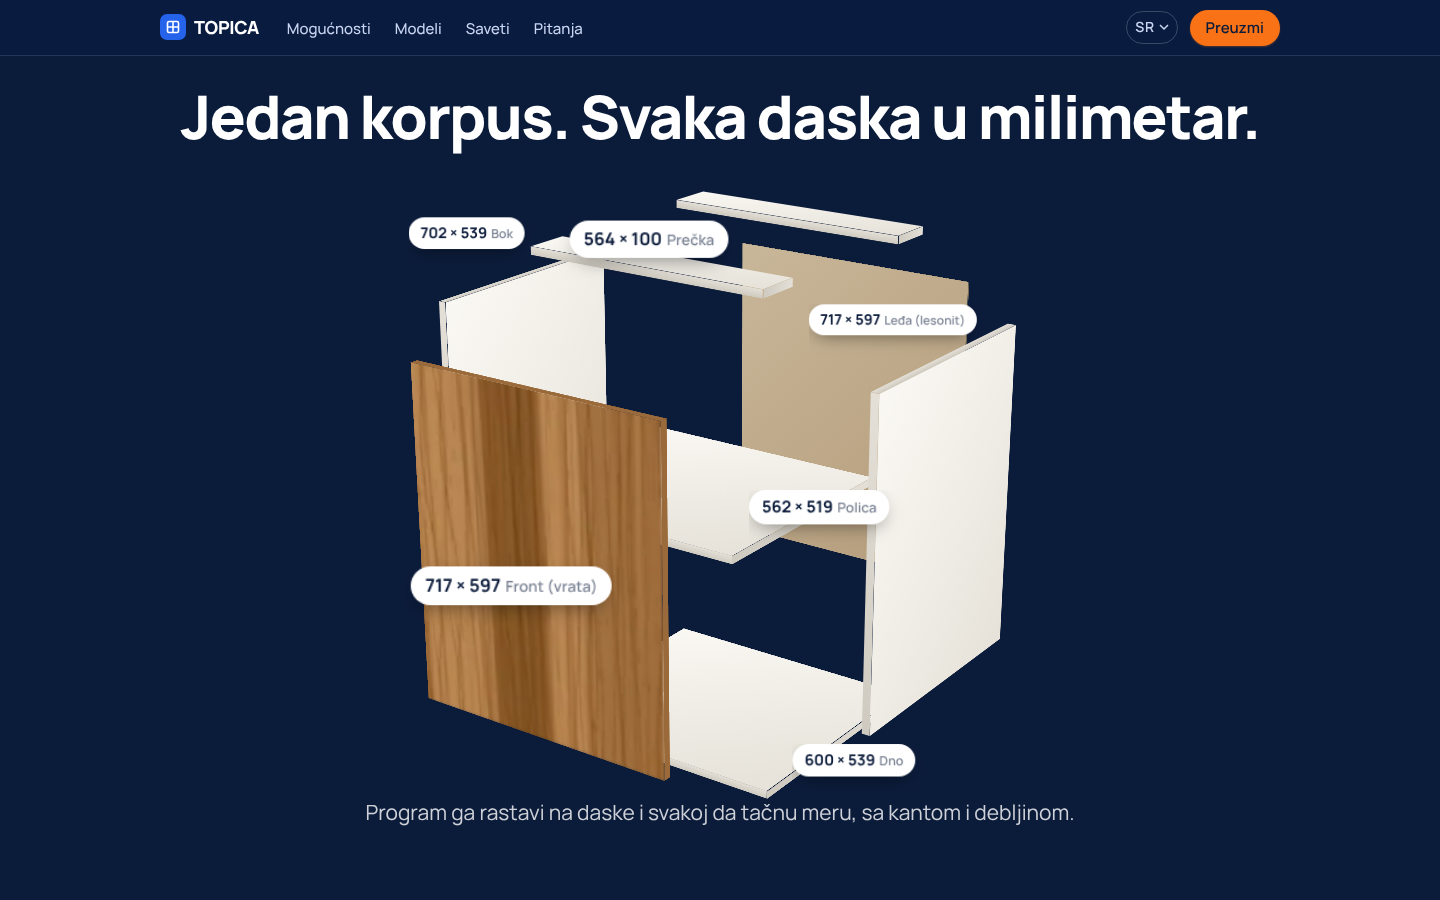 TOPICA
Mogućnosti
Modeli
Saveti
Pitanja
SR
Preuzmi
Jedan korpus. Svaka daska u milimetar.
702 × 539 Bok
564 × 100 Prečka
717 × 597 Leđa (lesonit)
562 × 519 Polica
717 × 597 Front (vrata)
600 × 539 Dno
Program ga rastavi na daske i svakoj da tačnu meru, sa kantom i debljinom.